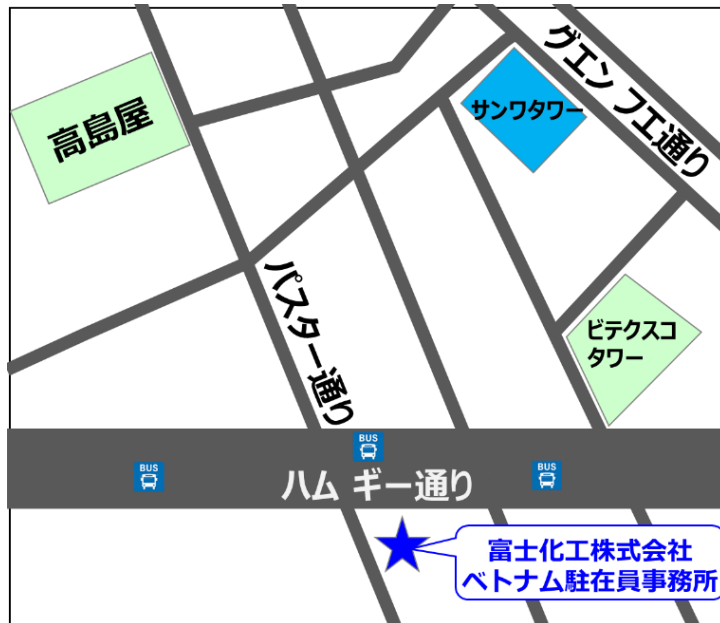 グエン フエ通り
サンワタワー
高島屋
パスター通り
ビテクスコ
タワー
BUS
BUS
BUS
ハム ギー通り
富士化工株式会社
ベトナム駐在員事務所